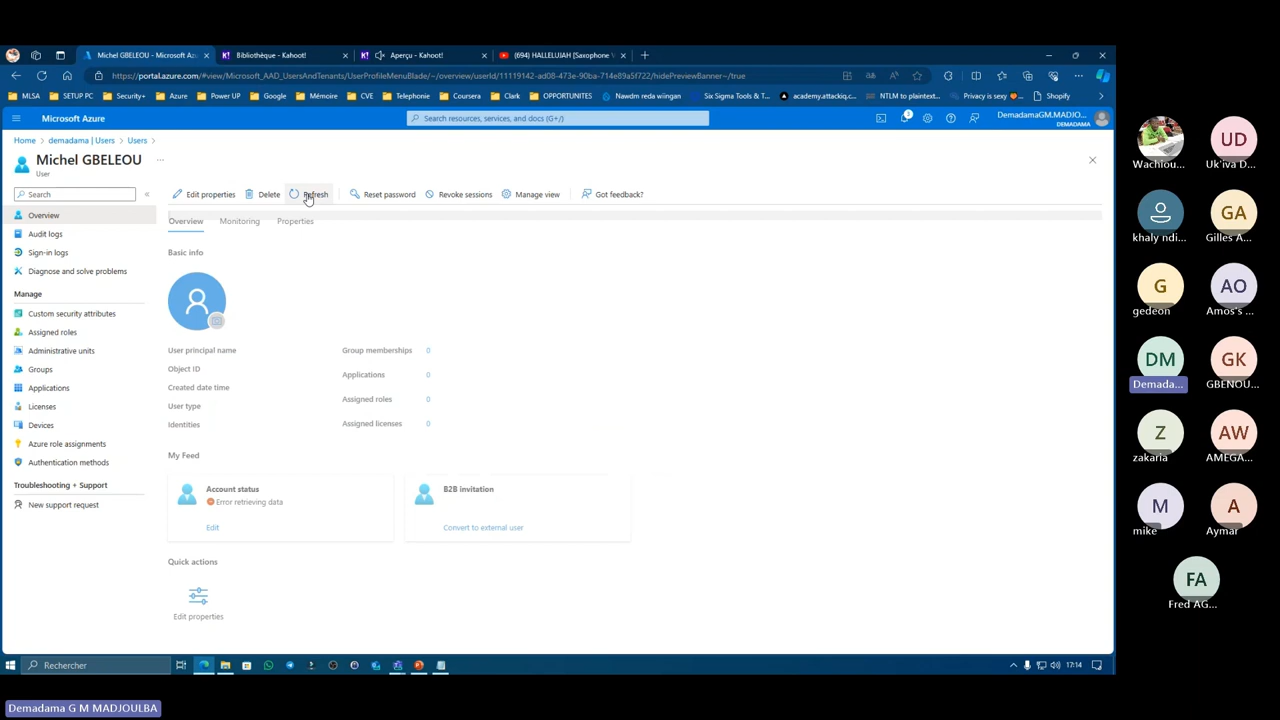 Michel GBELEOU - Microsoft Az
Bibliothèque - Kahoot!
Aperçu - Kahoot!
(694) HALLELUJAH [Saxophone
https://portal.azure.com/#view/Microsoft_AAD_UsersAndTenants/UserProfileMenuBlade/~/overview/userId/11119142-ad08-473e-90ba-714e89a5f722/hidePreviewBanner~/true
MLSA
SETUP PC
Security+
Azure
Power UP
Google
Mémoire
CVE
Telephonie
Coursera
Clark
OPPORTUNITES
Nawdm reda wiingan
Six Sigma Tools & T...
academy.attackiq.c...
NTLM to plaintext...
Privacy is sexy
Shopify
Microsoft Azure
Search resources, services, and docs (G+/)
DemadamaGM.MADJO...
DEMADAMA
Home > demadama | Users > Users >
Michel GBELEOU
...
User
Search
Edit properties
Delete
Refresh
Reset password
Revoke sessions
Manage view
Got feedback?
Overview
Audit logs
Sign-in logs
Diagnose and solve problems
Manage
Custom security attributes
Assigned roles
Administrative units
Groups
Applications
Licenses
Devices
Azure role assignments
Authentication methods
Troubleshooting + Support
New support request
Overview
Monitoring
Properties
Basic info
User principal name
Object ID
Created date time
User type
Identities
Group memberships 0
Applications 0
Assigned roles 0
Assigned licenses 0
My Feed
Account status
Error retrieving data
Edit
B2B invitation
Convert to external user
Quick actions
Edit properties
Rechercher
17:14
Wachiou...
UD
Uk'iva D...
khaly ndi...
GA
Gilles A...
G
gedeon
AO
Amos's ...
DM
Demada...
GK
GBENOU...
Z
zakaria
AW
AMEGA...
M
mike
A
Aymar
FA
Fred AG...
Demadama G M MADJOULBA